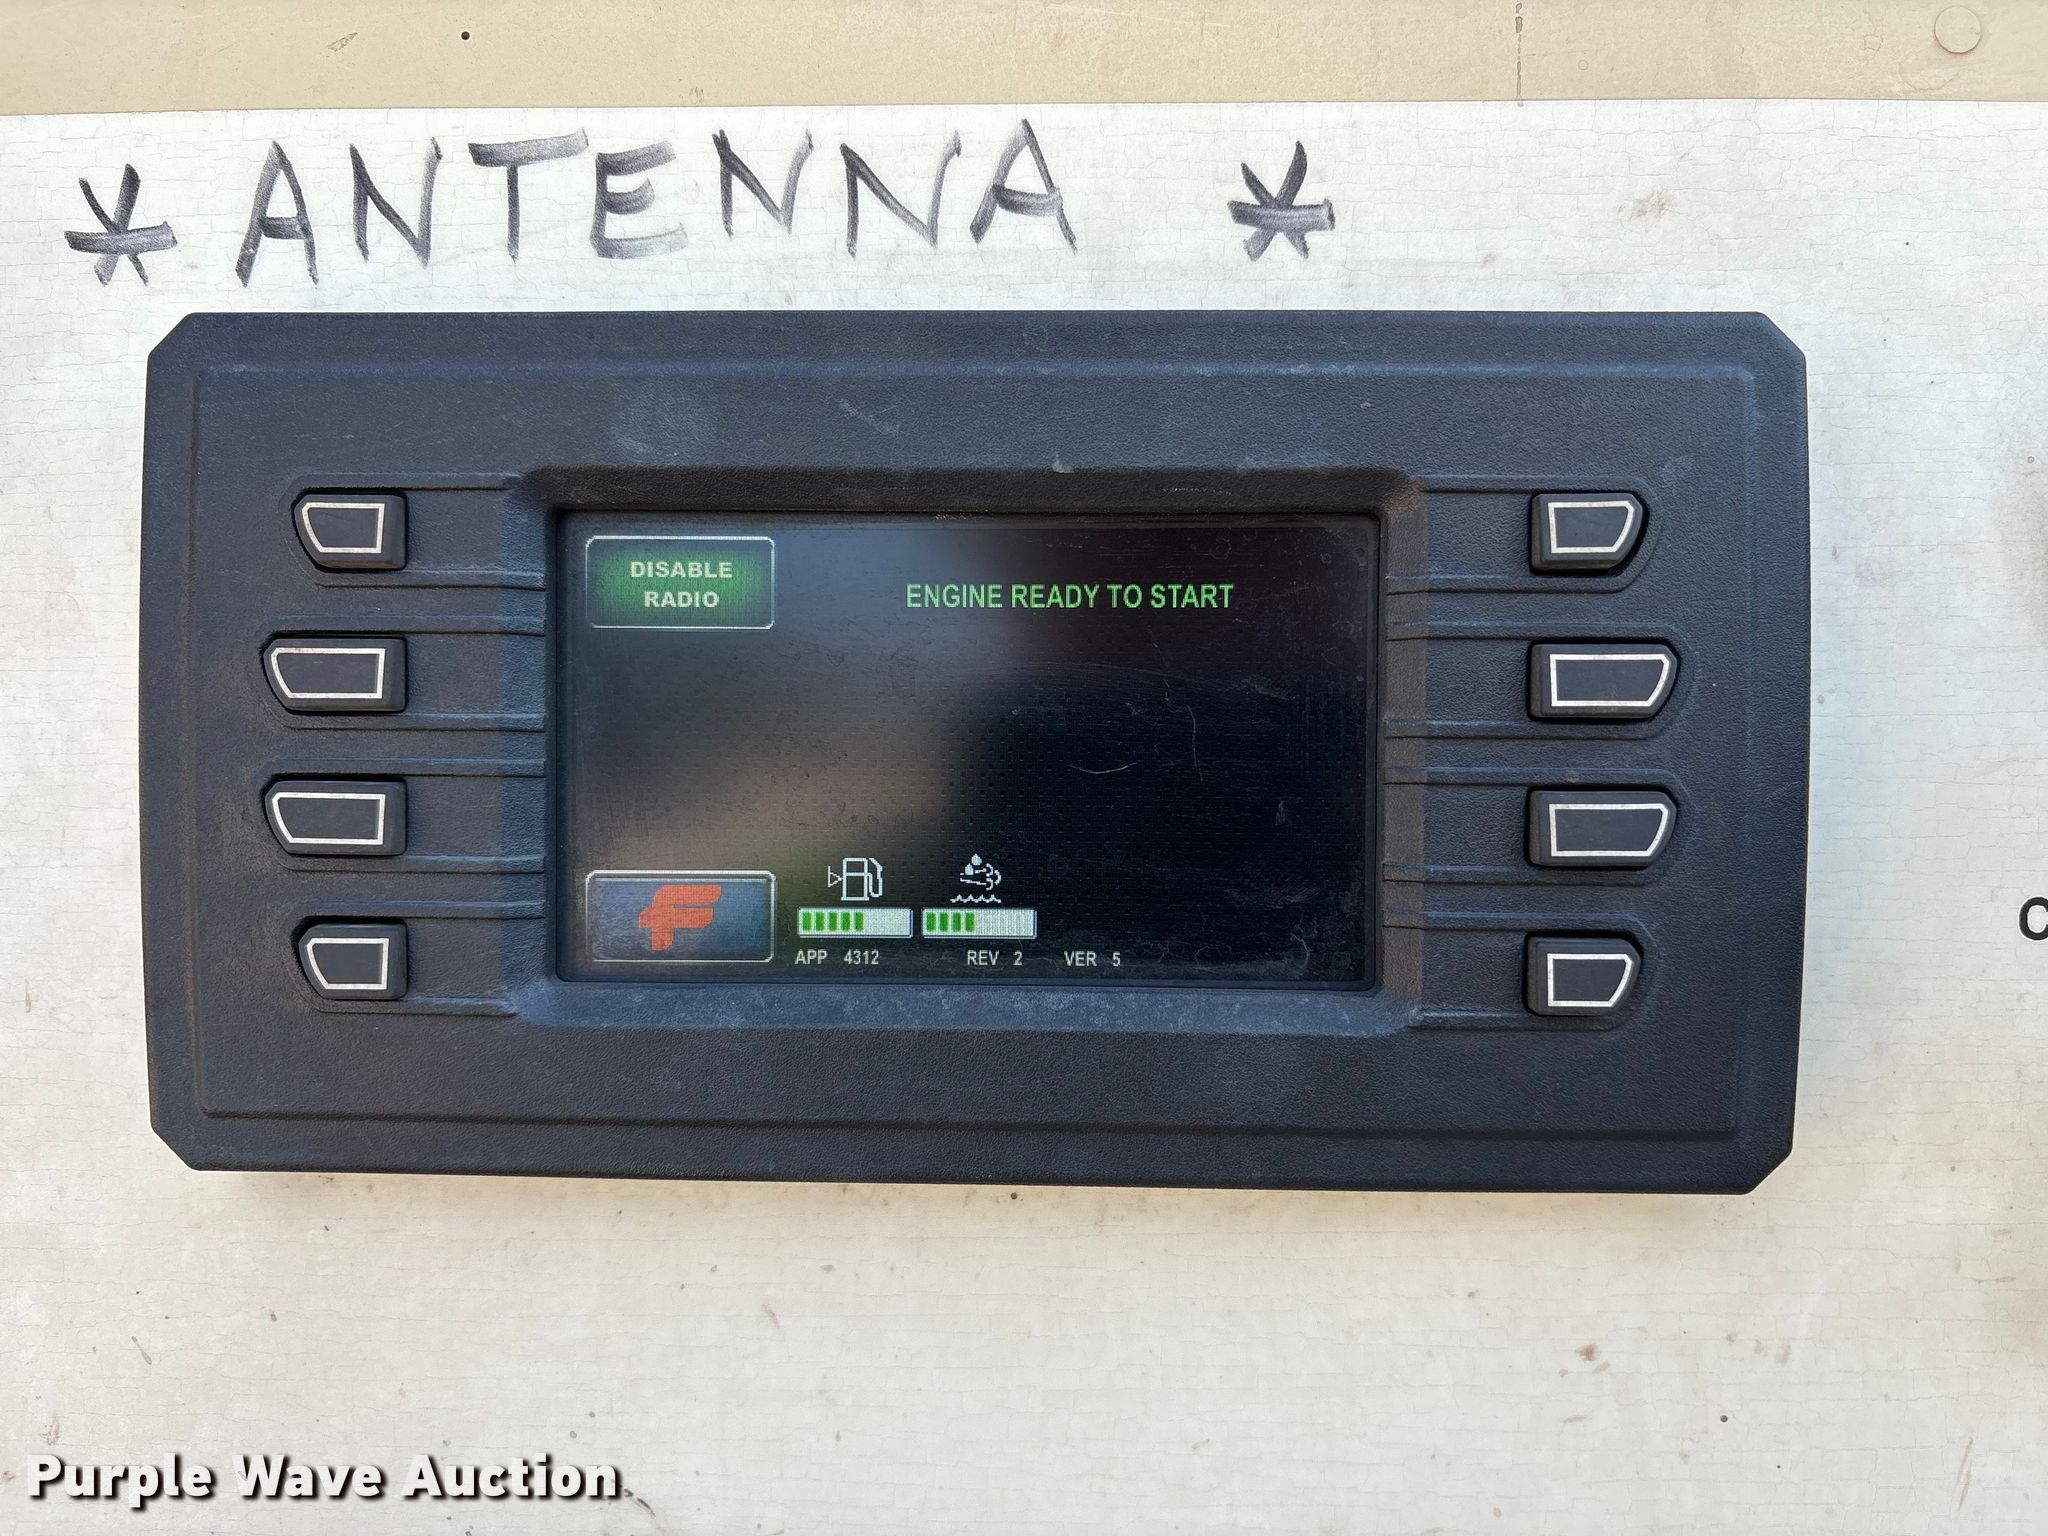 * ANTENNA *
DISABLE
RADIO
ENGINE READY TO START
F
APP 4312 REV 2 VER 5
C
Purple Wave Auction